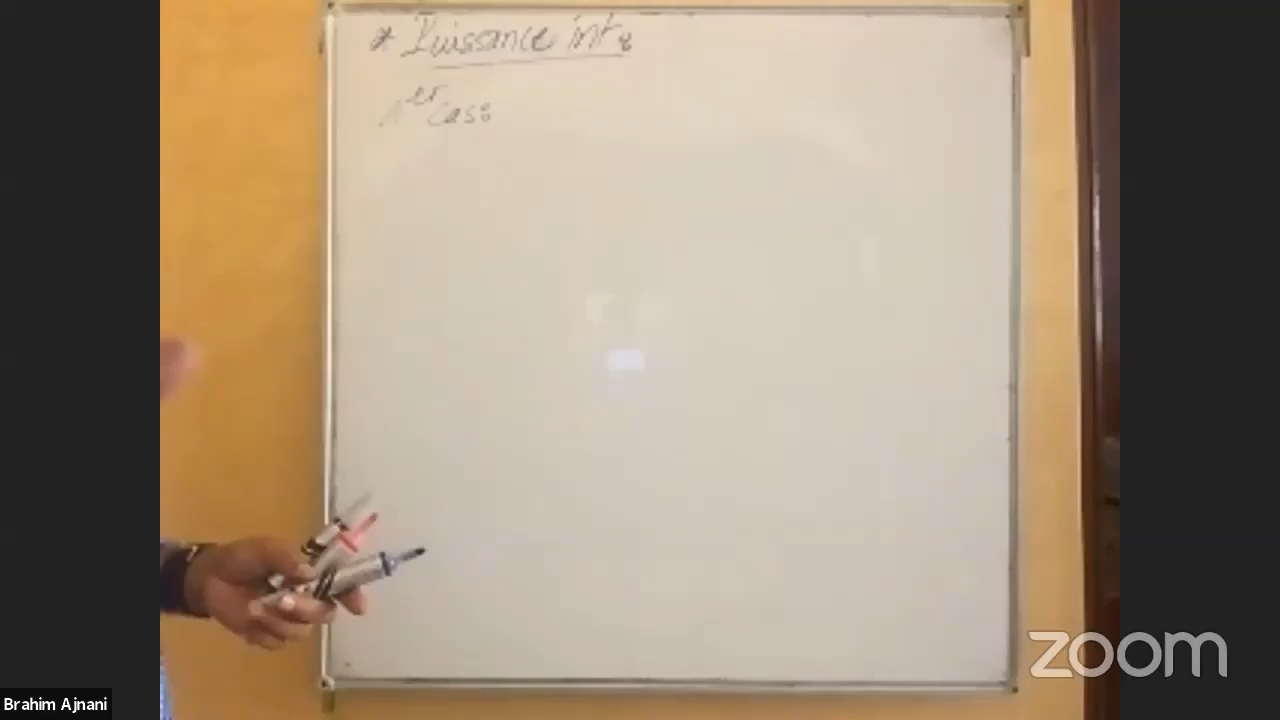 * Puissance int :
1er cas :
Brahim Ajnani
zoom